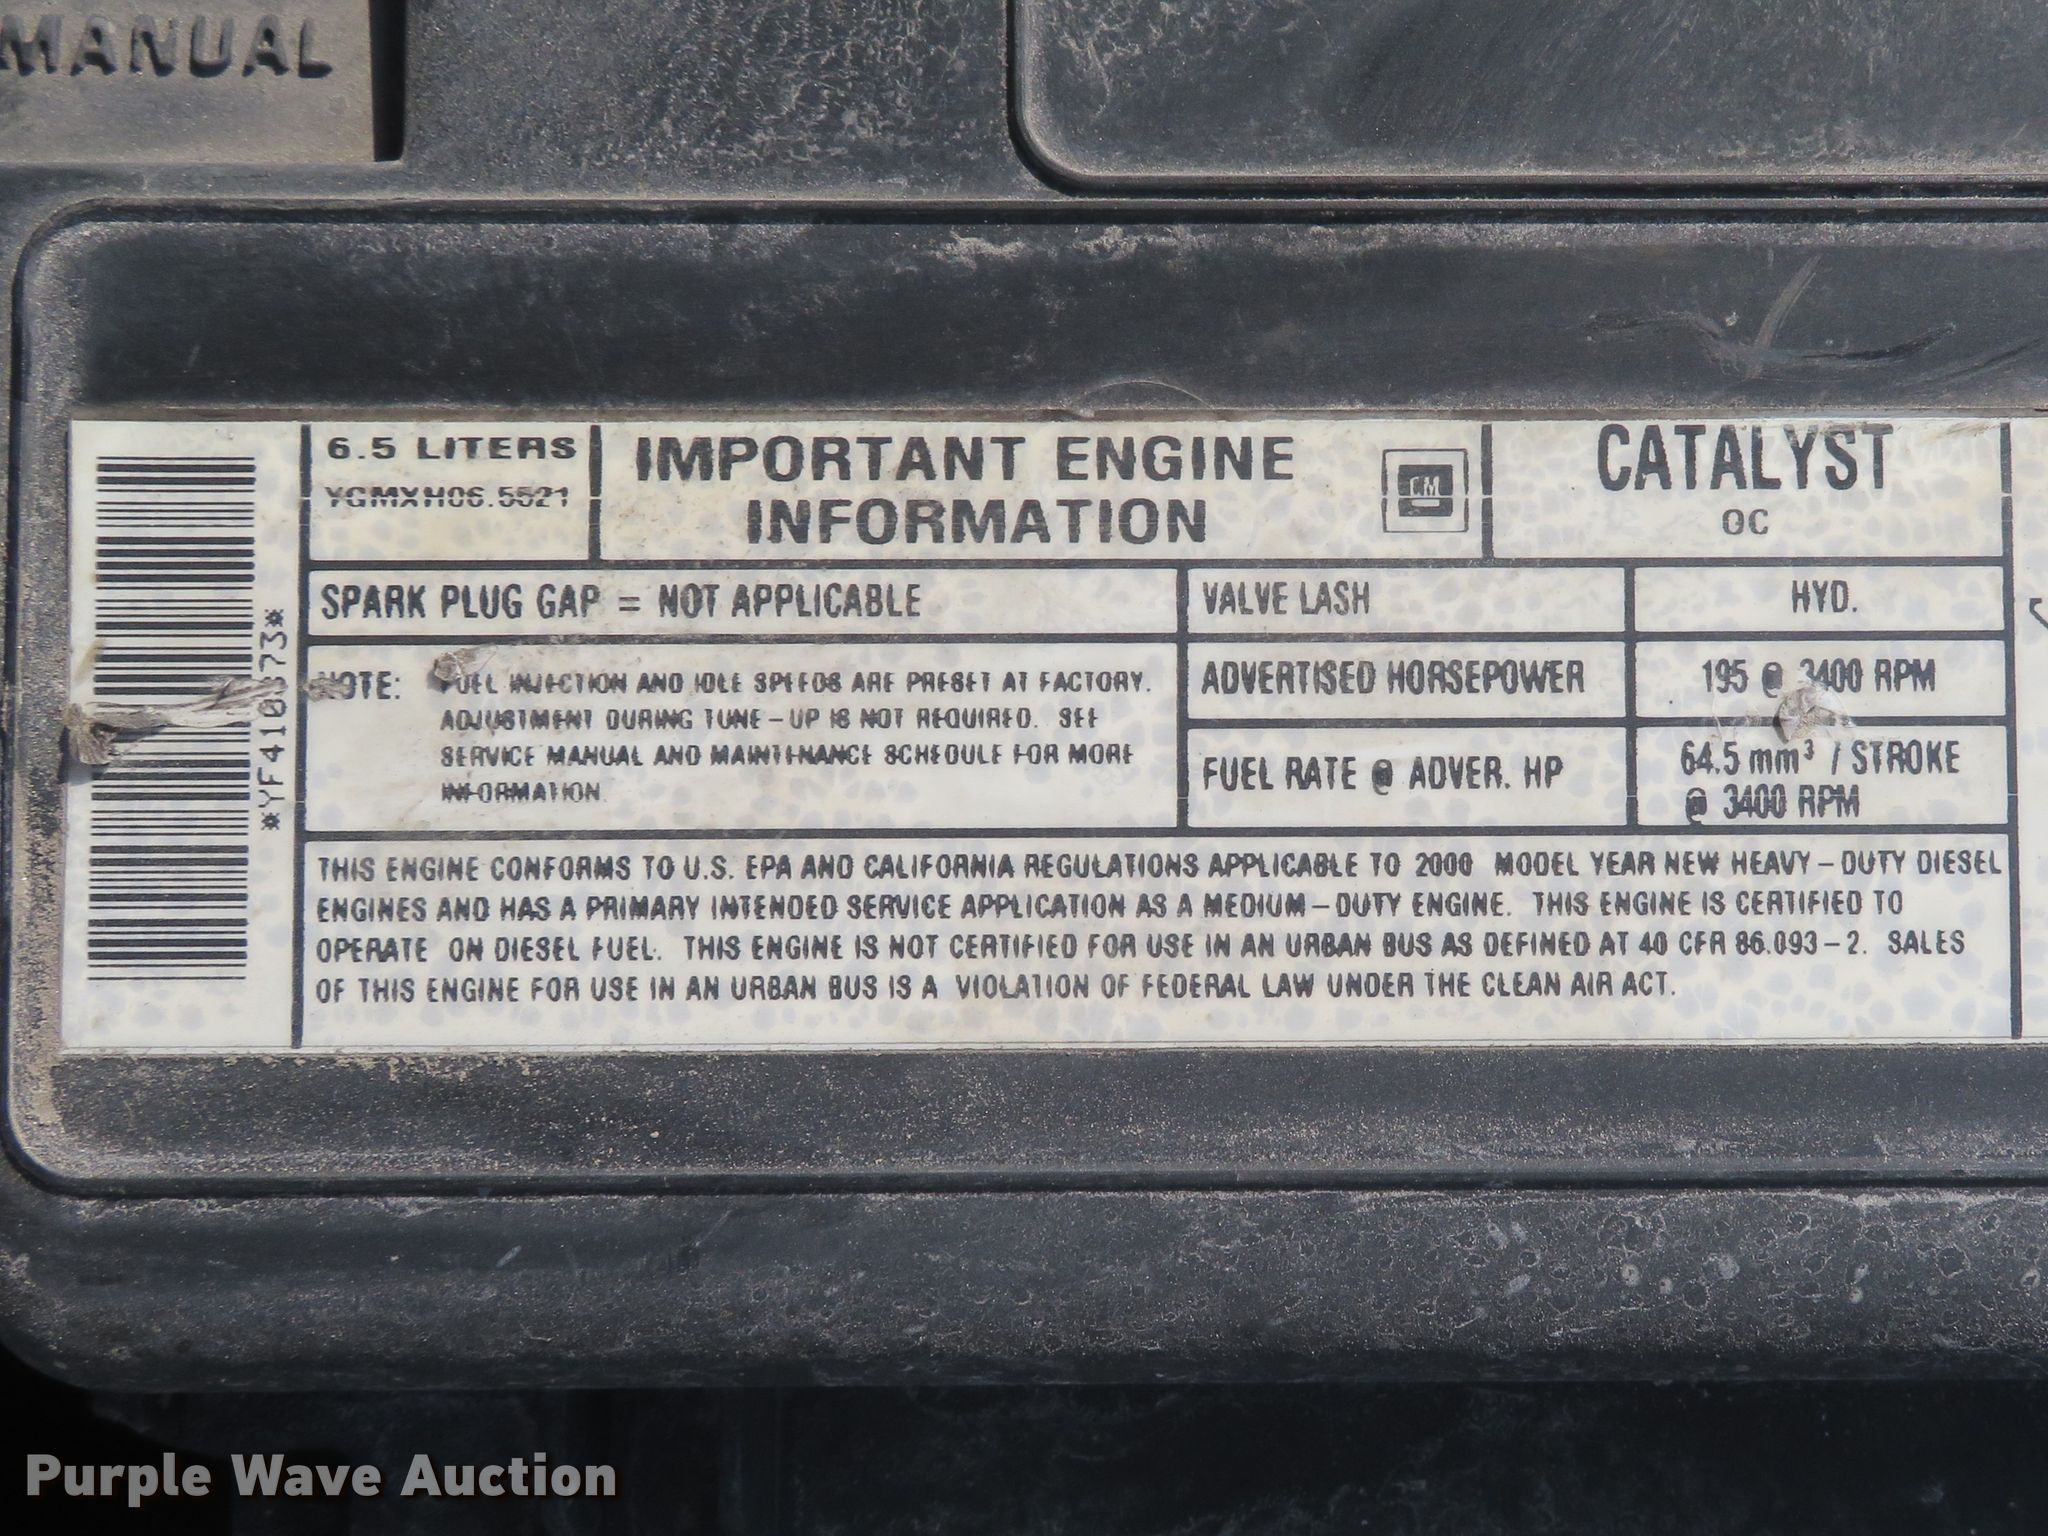 MANUAL
6.5 LITERS
YGMXH06.5521
IMPORTANT ENGINE
INFORMATION
GM
CATALYST
OC
SPARK PLUG GAP = NOT APPLICABLE
VALVE LASH
HYD.
NOTE: FUEL INJECTION AND IDLE SPEEDS ARE PRESET AT FACTORY.
ADJUSTMENT DURING TUNE-UP IS NOT REQUIRED. SEE
SERVICE MANUAL AND MAINTENANCE SCHEDULE FOR MORE
INFORMATION
ADVERTISED HORSEPOWER
195 @ 3400 RPM
FUEL RATE @ ADVER. HP
64.5 mm³ / STROKE
@ 3400 RPM
THIS ENGINE CONFORMS TO U.S. EPA AND CALIFORNIA REGULATIONS APPLICABLE TO 2000 MODEL YEAR NEW HEAVY-DUTY DIESEL
ENGINES AND HAS A PRIMARY INTENDED SERVICE APPLICATION AS A MEDIUM-DUTY ENGINE. THIS ENGINE IS CERTIFIED TO
OPERATE ON DIESEL FUEL. THIS ENGINE IS NOT CERTIFIED FOR USE IN AN URBAN BUS AS DEFINED AT 40 CFR 86.093-2. SALES
OF THIS ENGINE FOR USE IN AN URBAN BUS IS A VIOLATION OF FEDERAL LAW UNDER THE CLEAN AIR ACT.
Purple Wave Auction